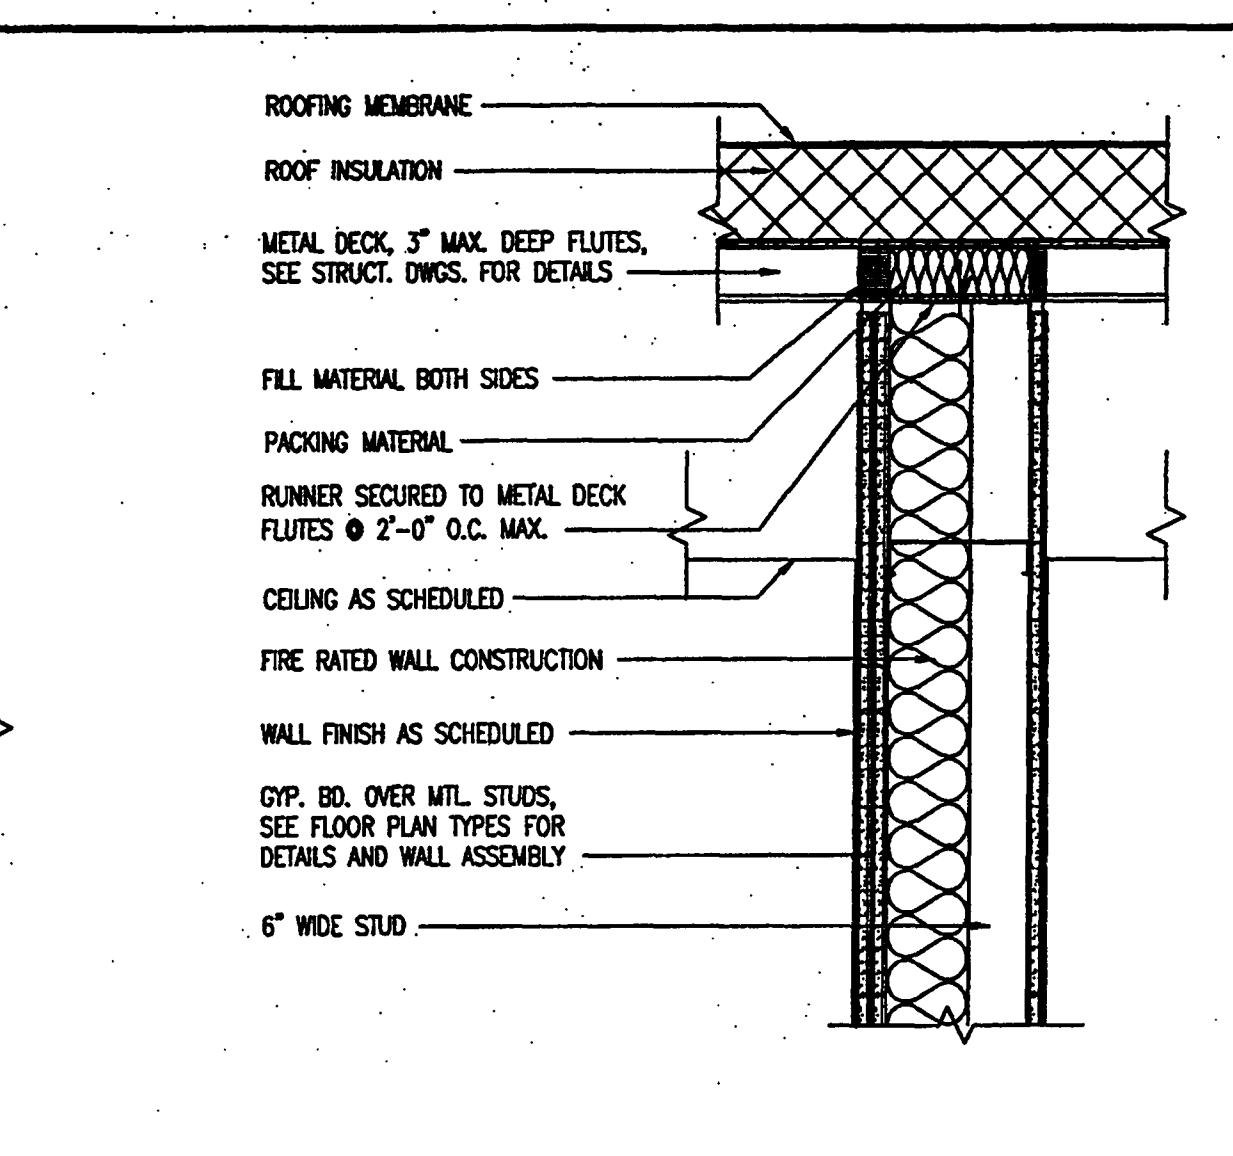 ROOFING MEMBRANE
ROOF INSULATION
METAL DECK, 3" MAX. DEEP FLUTES,
SEE STRUCT. DWGS. FOR DETAILS
FILL MATERIAL BOTH SIDES
PACKING MATERIAL
RUNNER SECURED TO METAL DECK
FLUTES @ 2'-0" O.C. MAX.
CEILING AS SCHEDULED
FIRE RATED WALL CONSTRUCTION
WALL FINISH AS SCHEDULED
GYP. BD. OVER MTL. STUDS,
SEE FLOOR PLAN TYPES FOR
DETAILS AND WALL ASSEMBLY
6" WIDE STUD